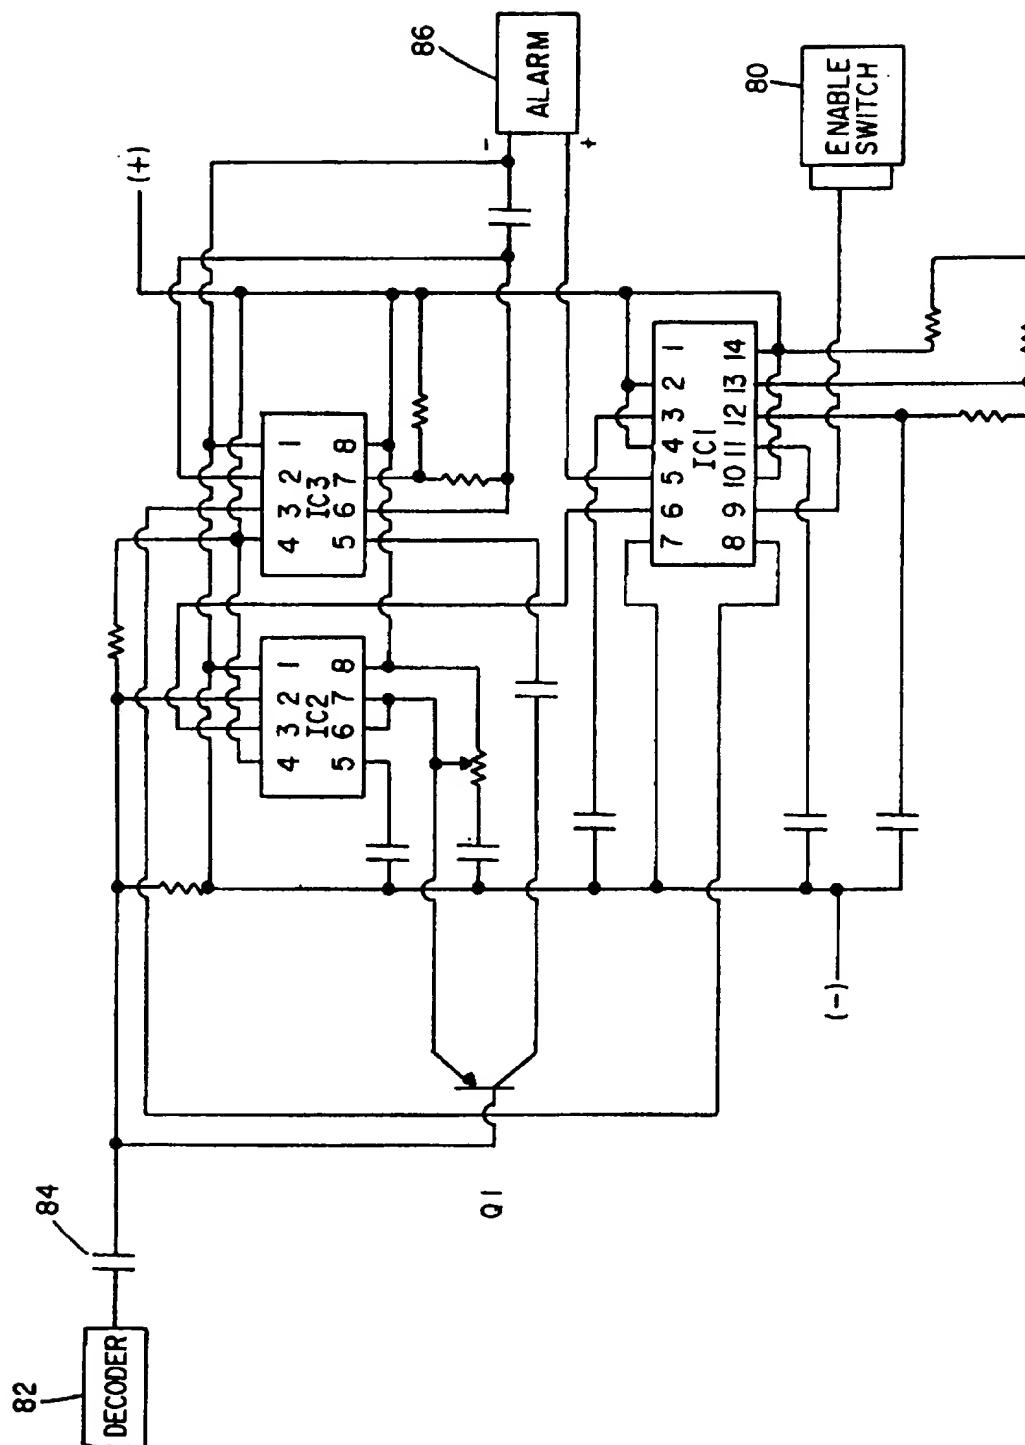 82
DECODER
84
Q1
(-)
(+)
86
ALARM
-
+
80
ENABLE
SWITCH
IC2
4 3 2 1
5 6 7 8
IC3
4 3 2 1
5 6 7 8
IC1
7 6 5 4 3 2 1
8 9 10 11 12 13 14